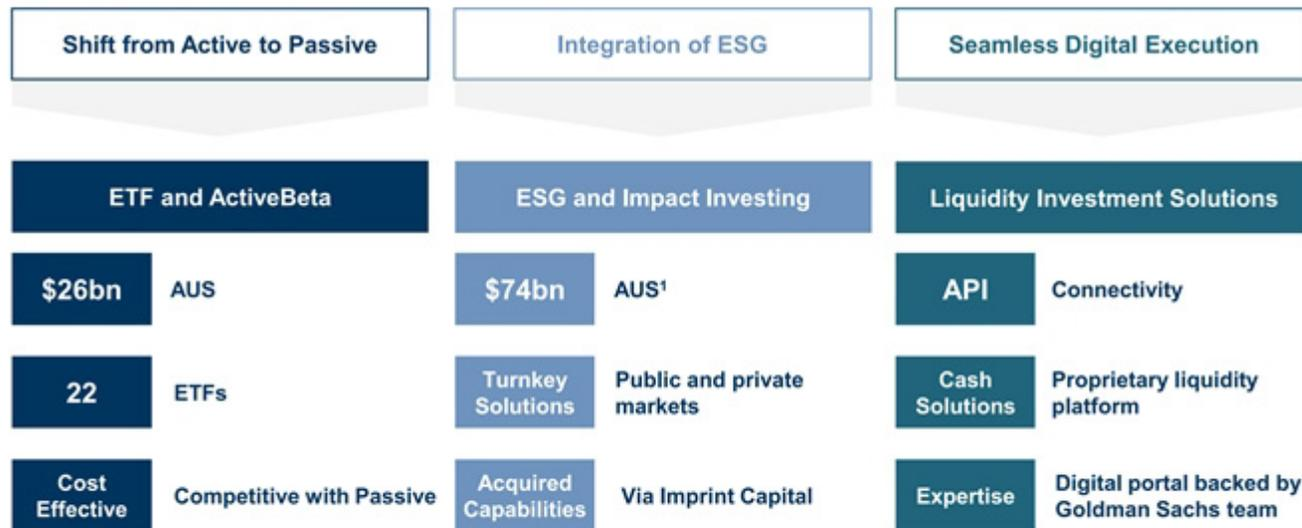 Shift from Active to Passive
Integration of ESG
Seamless Digital Execution
ETF and ActiveBeta
ESG and Impact Investing
Liquidity Investment Solutions
$26bn
AUS
$74bn
AUS¹
API
Connectivity
22
ETFs
Turnkey
Solutions
Public and private
markets
Cash
Solutions
Proprietary liquidity
platform
Cost
Effective
Competitive with Passive
Acquired
Capabilities
Via Imprint Capital
Expertise
Digital portal backed by
Goldman Sachs team